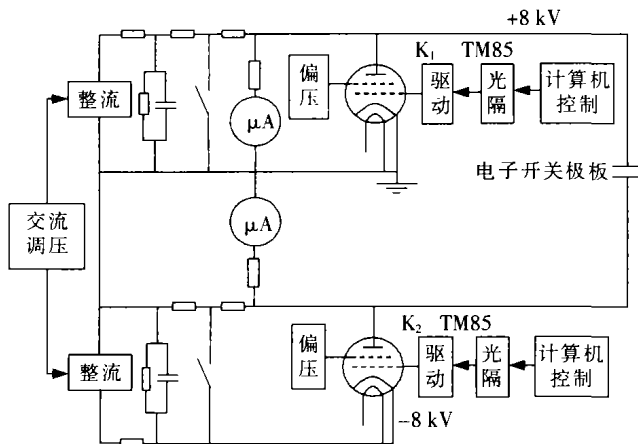 +8 kV
K1 TM85
偏压
驱动
光隔
计算机
控制
整流
μA
电子开关极板
交流
调压
μA
K2 TM85
偏压
驱动
光隔
计算机
控制
整流
−8 kV